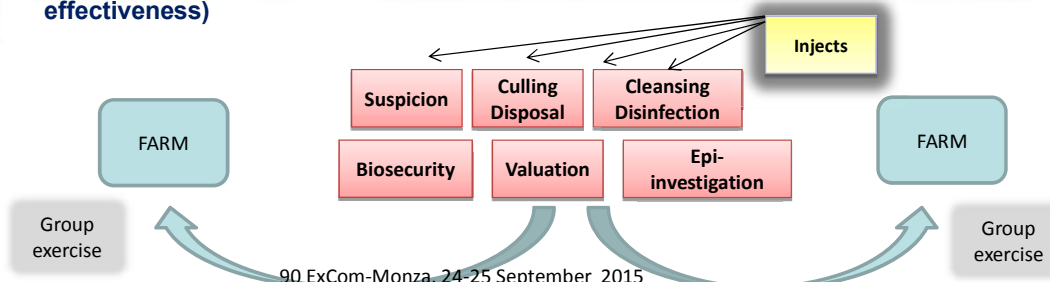 effectiveness)
Injects
Suspicion
Culling
Disposal
Cleansing
Disinfection
FARM
FARM
Biosecurity
Valuation
Epi-
investigation
Group
exercise
Group
exercise
90 ExCom-Monza, 24-25 September 2015